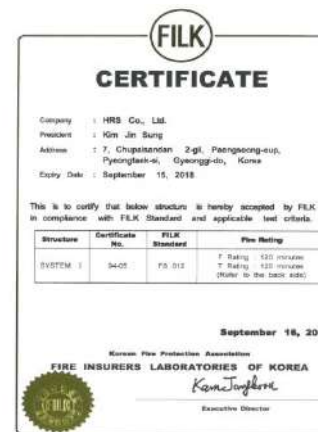 FILK
CERTIFICATE
Company : HRS Co., Ltd.
President : Kim Jin Sung
Address : 7, Chupalsandan 2-gil, Paengseong-eup,
Pyeongtaek-si, Gyeonggi-do, Korea
Expiry Date : September 15, 2018
This is to certify that below structure is hereby accepted by FILK
in compliance with FILK Standard and applicable test criteria.
Structure Certificate No. FILK Standard Fire Rating
SYSTEM 94-05 FS 012 F Rating : 120 minutes
T Rating : 120 minutes
(Refer to the back side)
September 16, 20
Korean Fire Protection Association
FIRE INSURERS LABORATORIES OF KOREA
Executive Director
FILK